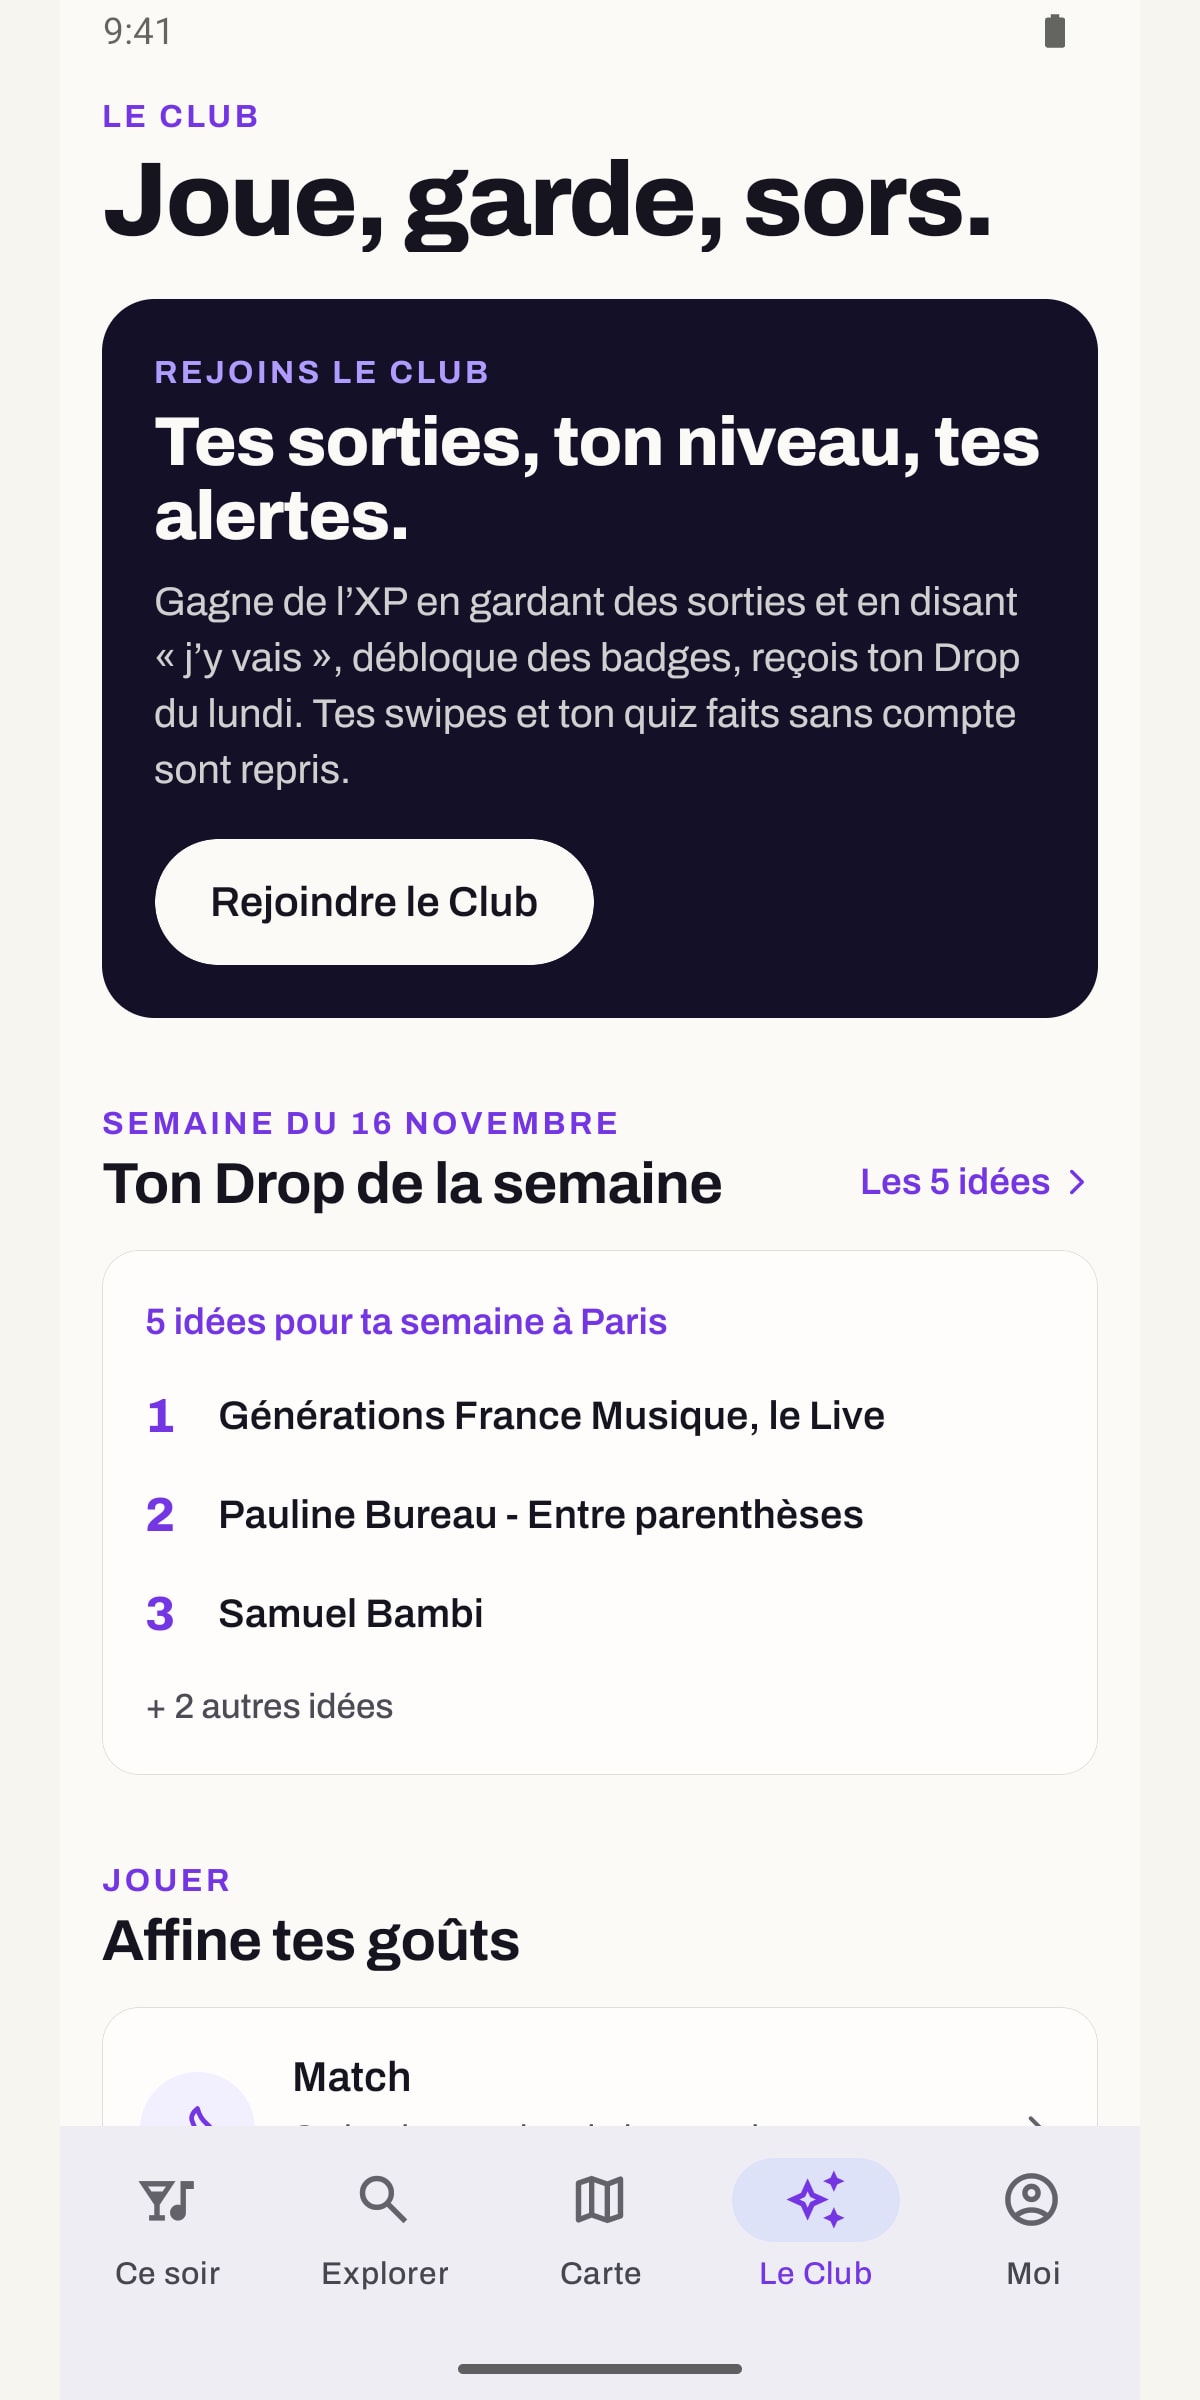 9:41
LE CLUB
Joue, garde, sors.
REJOINS LE CLUB
Tes sorties, ton niveau, tes
alertes.
Gagne de l’XP en gardant des sorties et en disant
« j’y vais », débloque des badges, reçois ton Drop
du lundi. Tes swipes et ton quiz faits sans compte
sont repris.
Rejoindre le Club
SEMAINE DU 16 NOVEMBRE
Ton Drop de la semaine
Les 5 idées
5 idées pour ta semaine à Paris
1 Générations France Musique, le Live
2 Pauline Bureau - Entre parenthèses
3 Samuel Bambi
+ 2 autres idées
JOUER
Affine tes goûts
Match
Ce soir
Explorer
Carte
Le Club
Moi